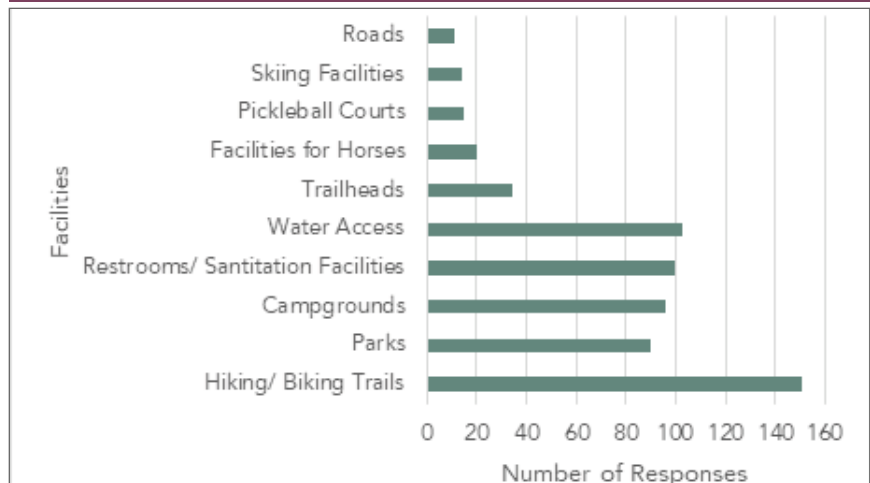 Roads
Skiing Facilities
Pickleball Courts
Facilities for Horses
Trailheads
Water Access
Restrooms/ Santitation Facilities
Campgrounds
Parks
Hiking/ Biking Trails
Facilities
0 20 40 60 80 100 120 140 160
Number of Responses